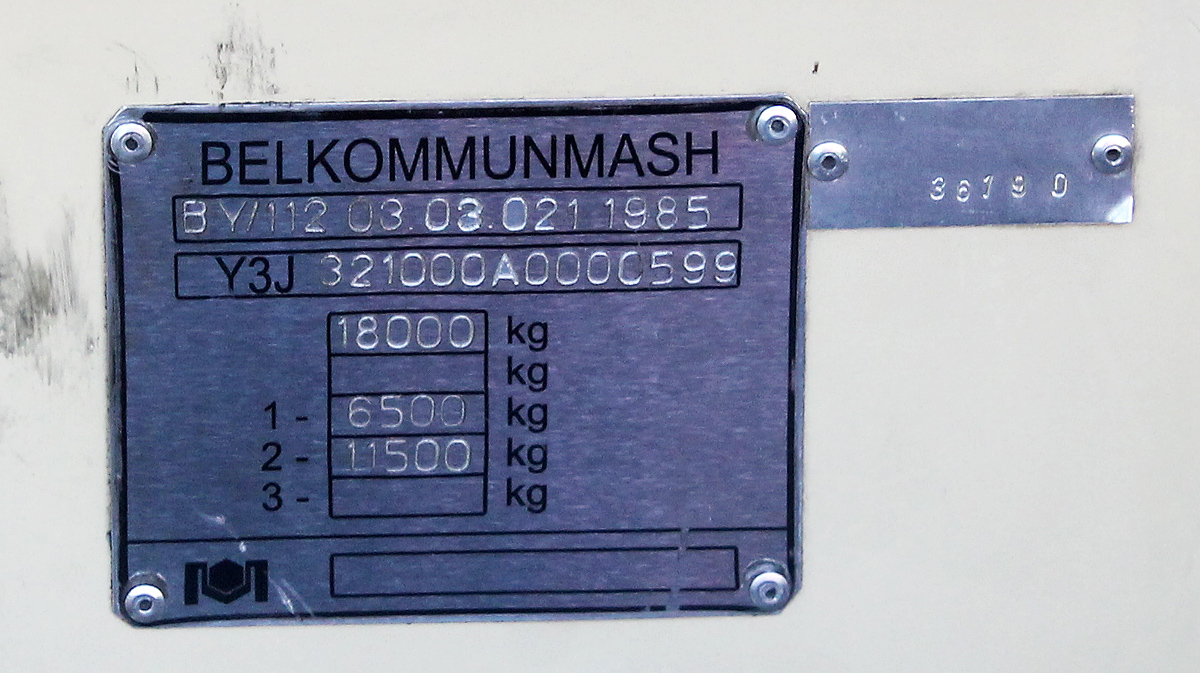 BELKOMMUNMASH
BY/112 03.03.021 1985
Y3J 321000A0000599
18000 kg
kg
1 - 6500 kg
2 - 11500 kg
3 - kg
36190